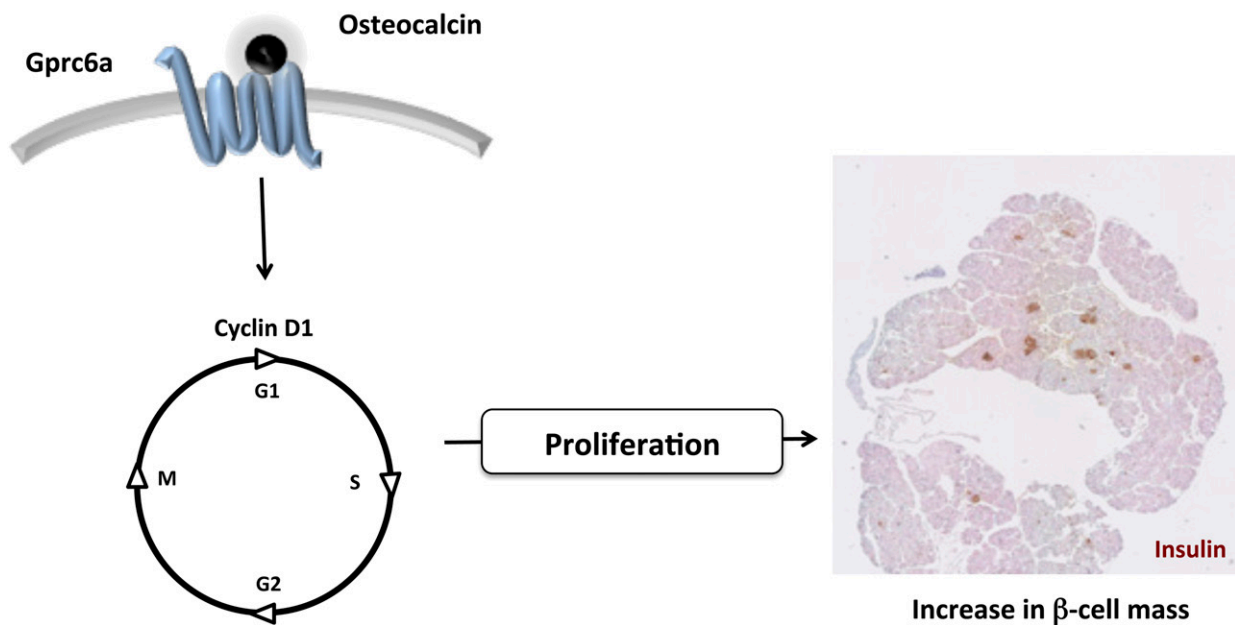 Osteocalcin
Gprc6a
Cyclin D1
G1
M
S
G2
Proliferation
Insulin
Increase in β-cell mass